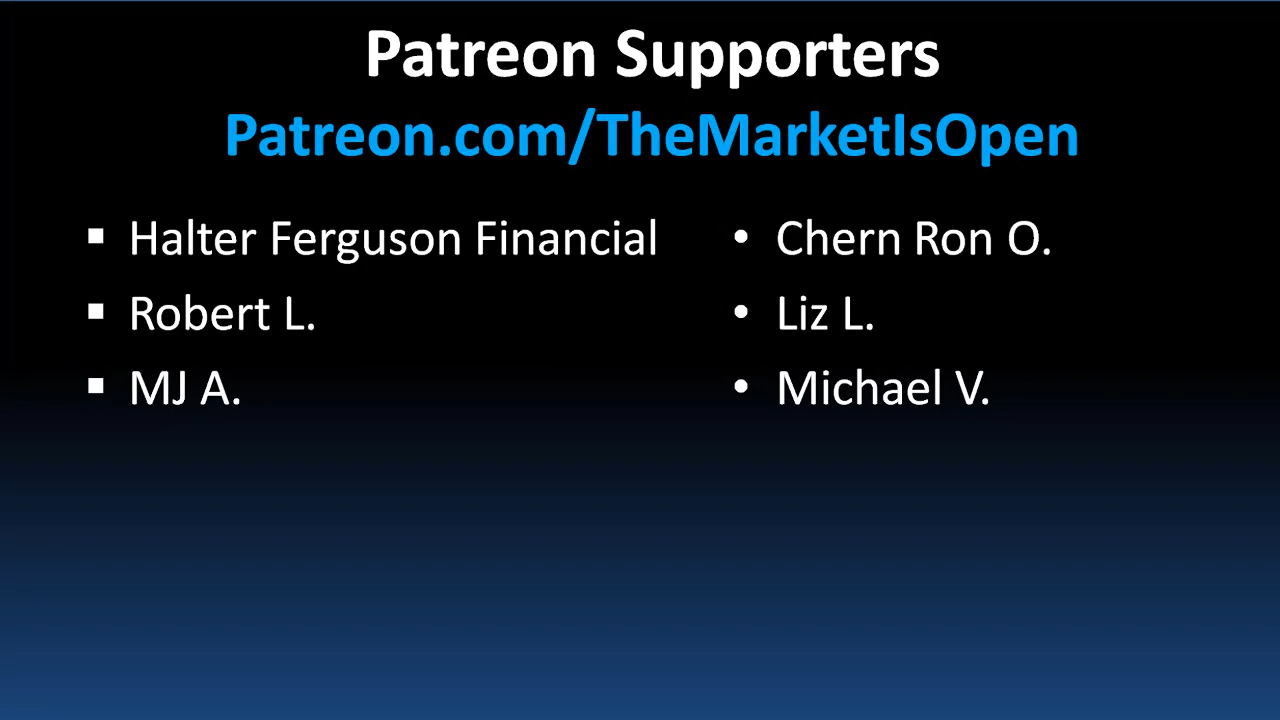 Patreon Supporters
Patreon.com/TheMarketIsOpen
▪ Halter Ferguson Financial
▪ Robert L.
▪ MJ A.
• Chern Ron O.
• Liz L.
• Michael V.